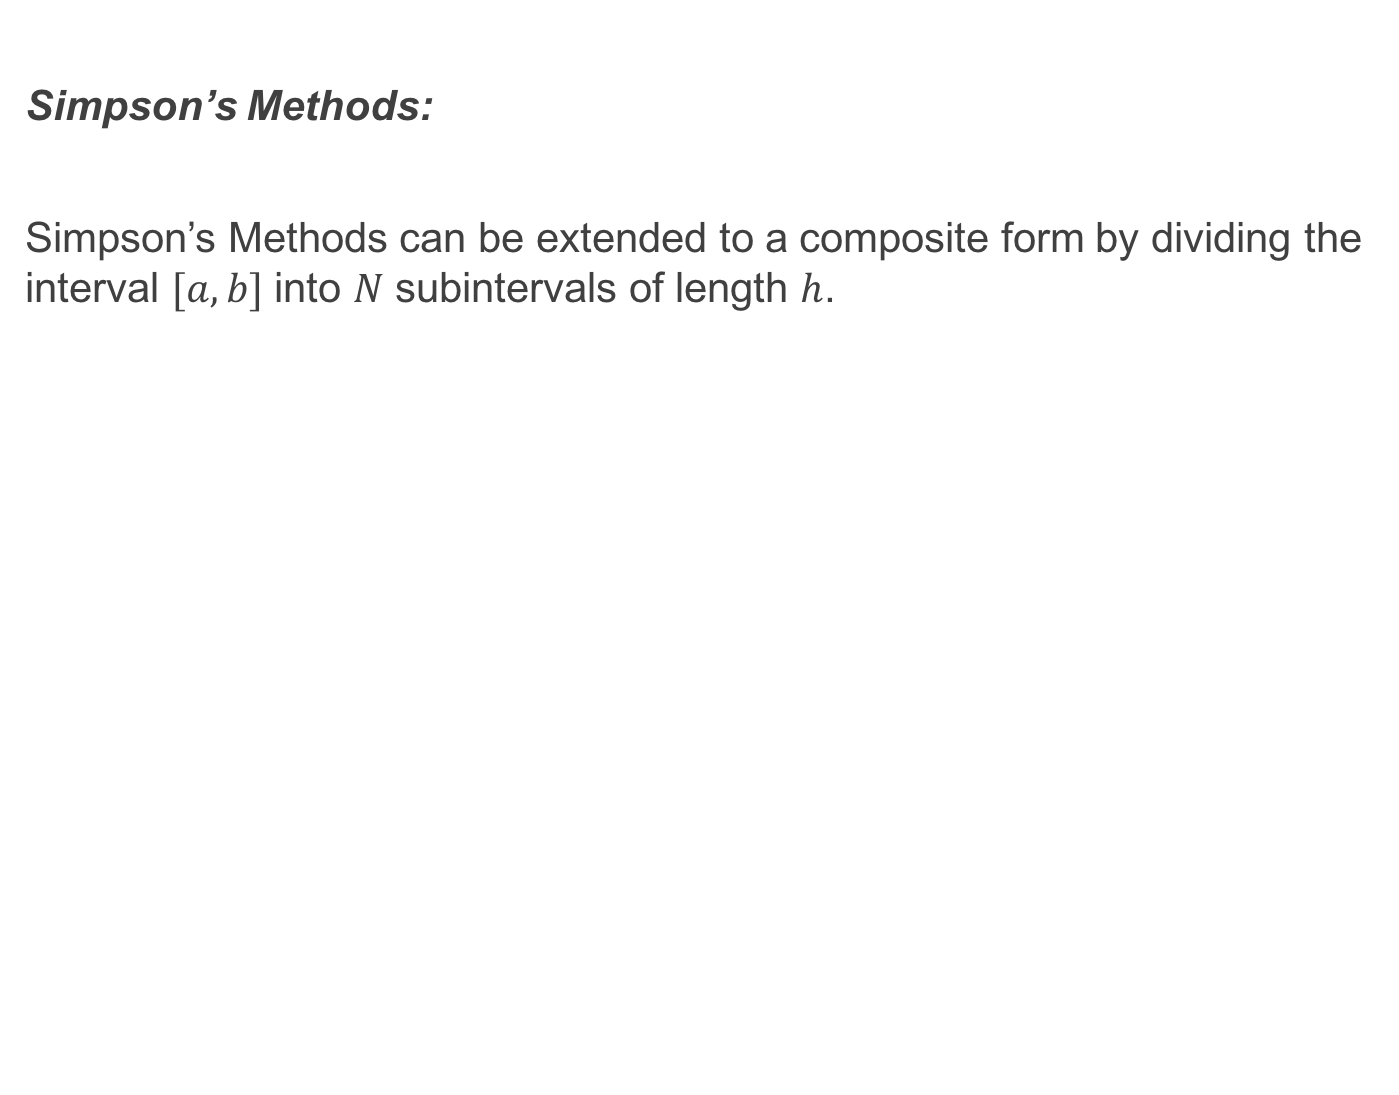 Simpson’s Methods:
Simpson’s Methods can be extended to a composite form by dividing the
interval [𝑎, 𝑏] into 𝑁 subintervals of length ℎ.